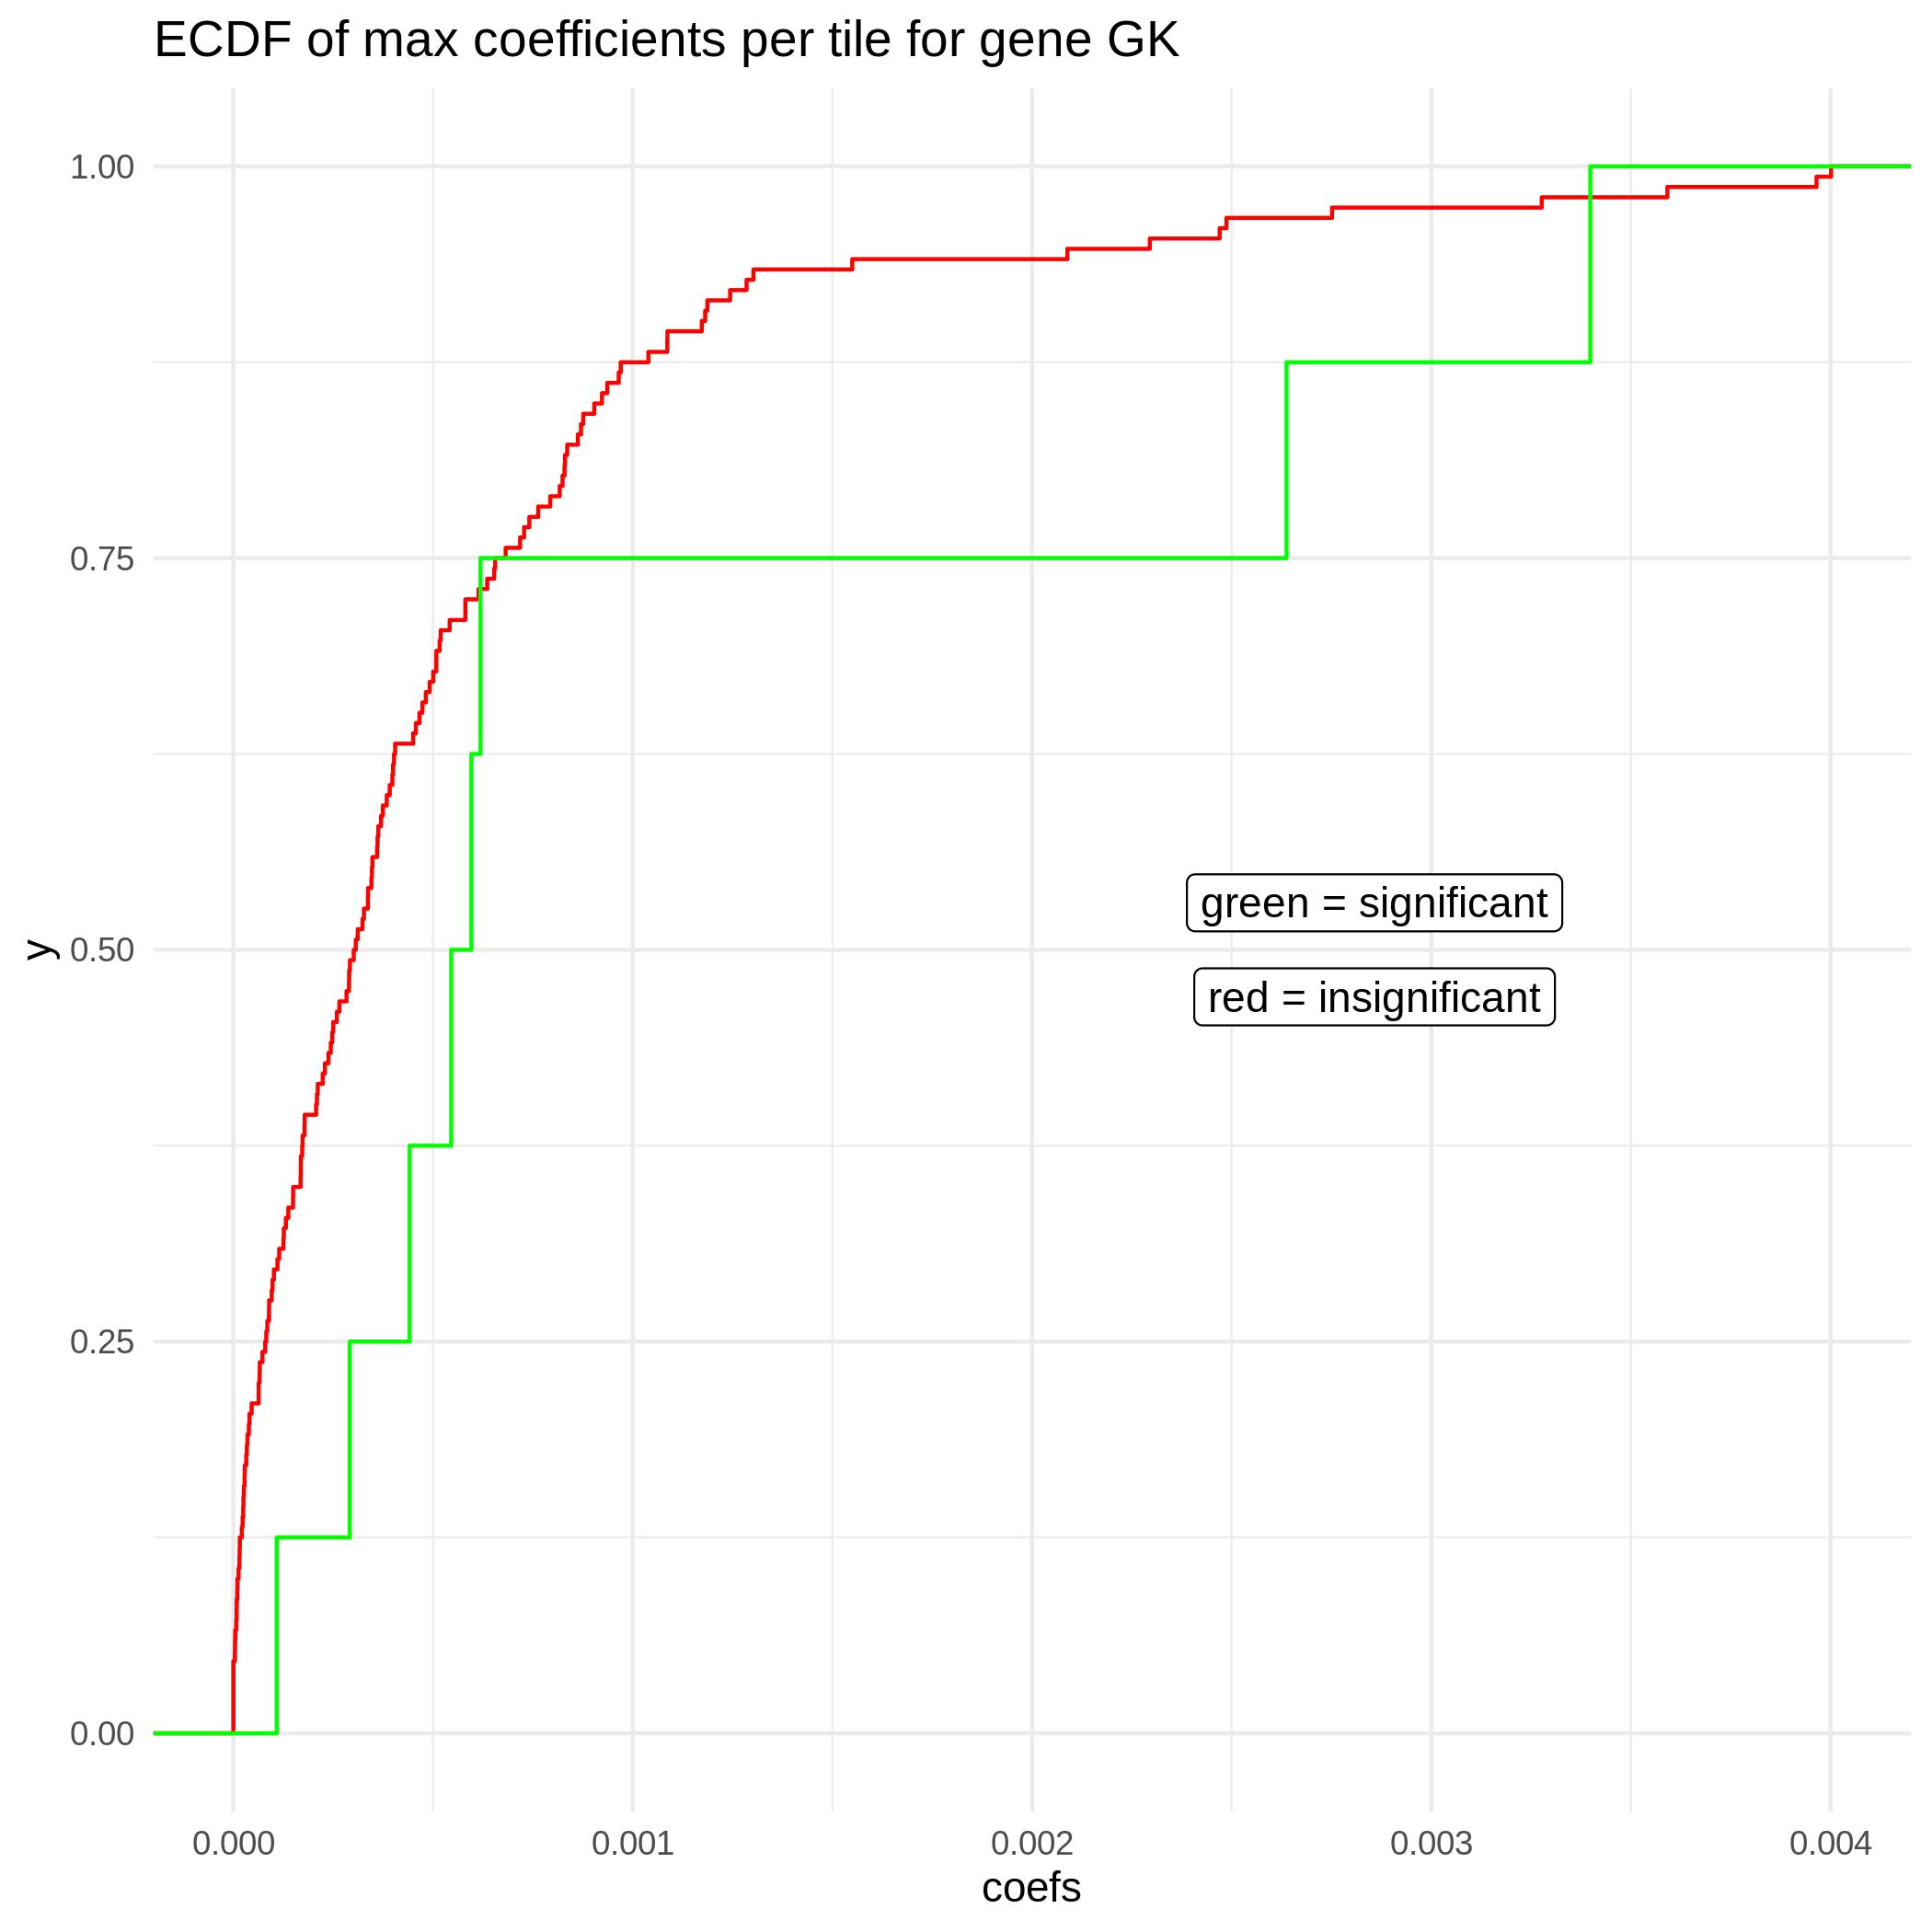 ECDF of max coefficients per tile for gene GK
1.00
0.75
0.50
0.25
0.00
y
green = significant
red = insignificant
0.000 0.001 0.002 0.003 0.004
coefs